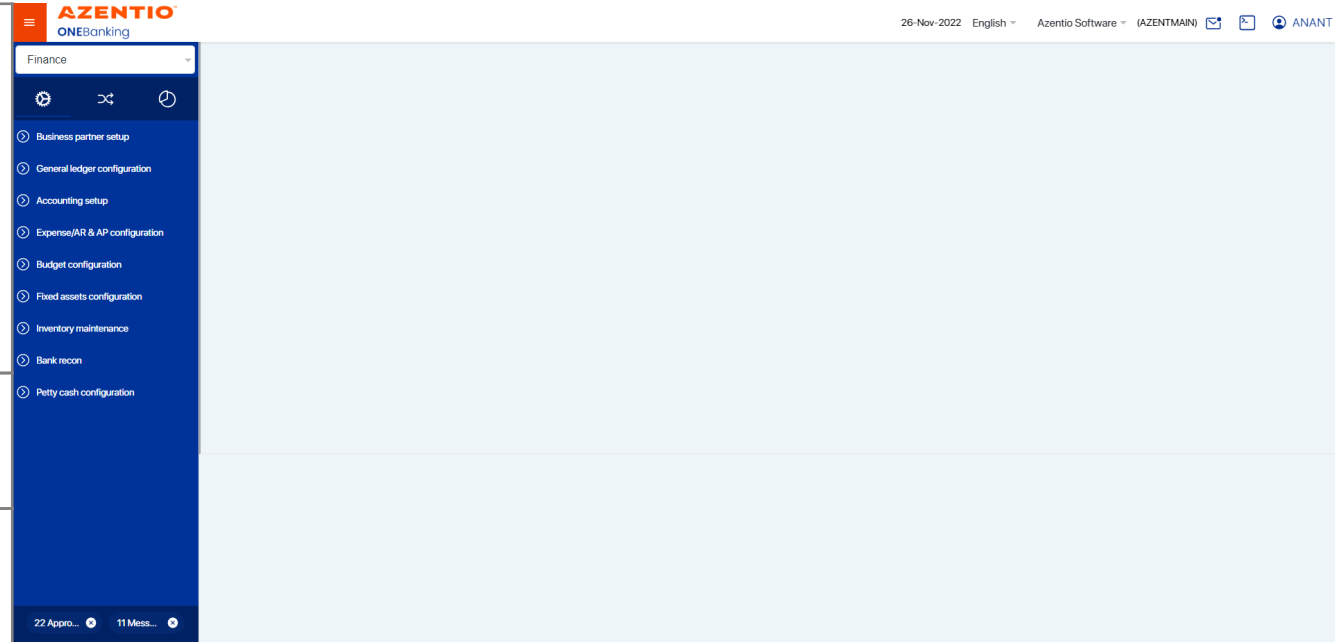 AZENTIO
ONEBanking
26-Nov-2022 English Azentio Software (AZENTMAIN) ANANT
Finance
Business partner setup
General ledger configuration
Accounting setup
Expense/AR & AP configuration
Budget configuration
Fixed assets configuration
Inventory maintenance
Bank recon
Petty cash configuration
22 Appro... 11 Mess...